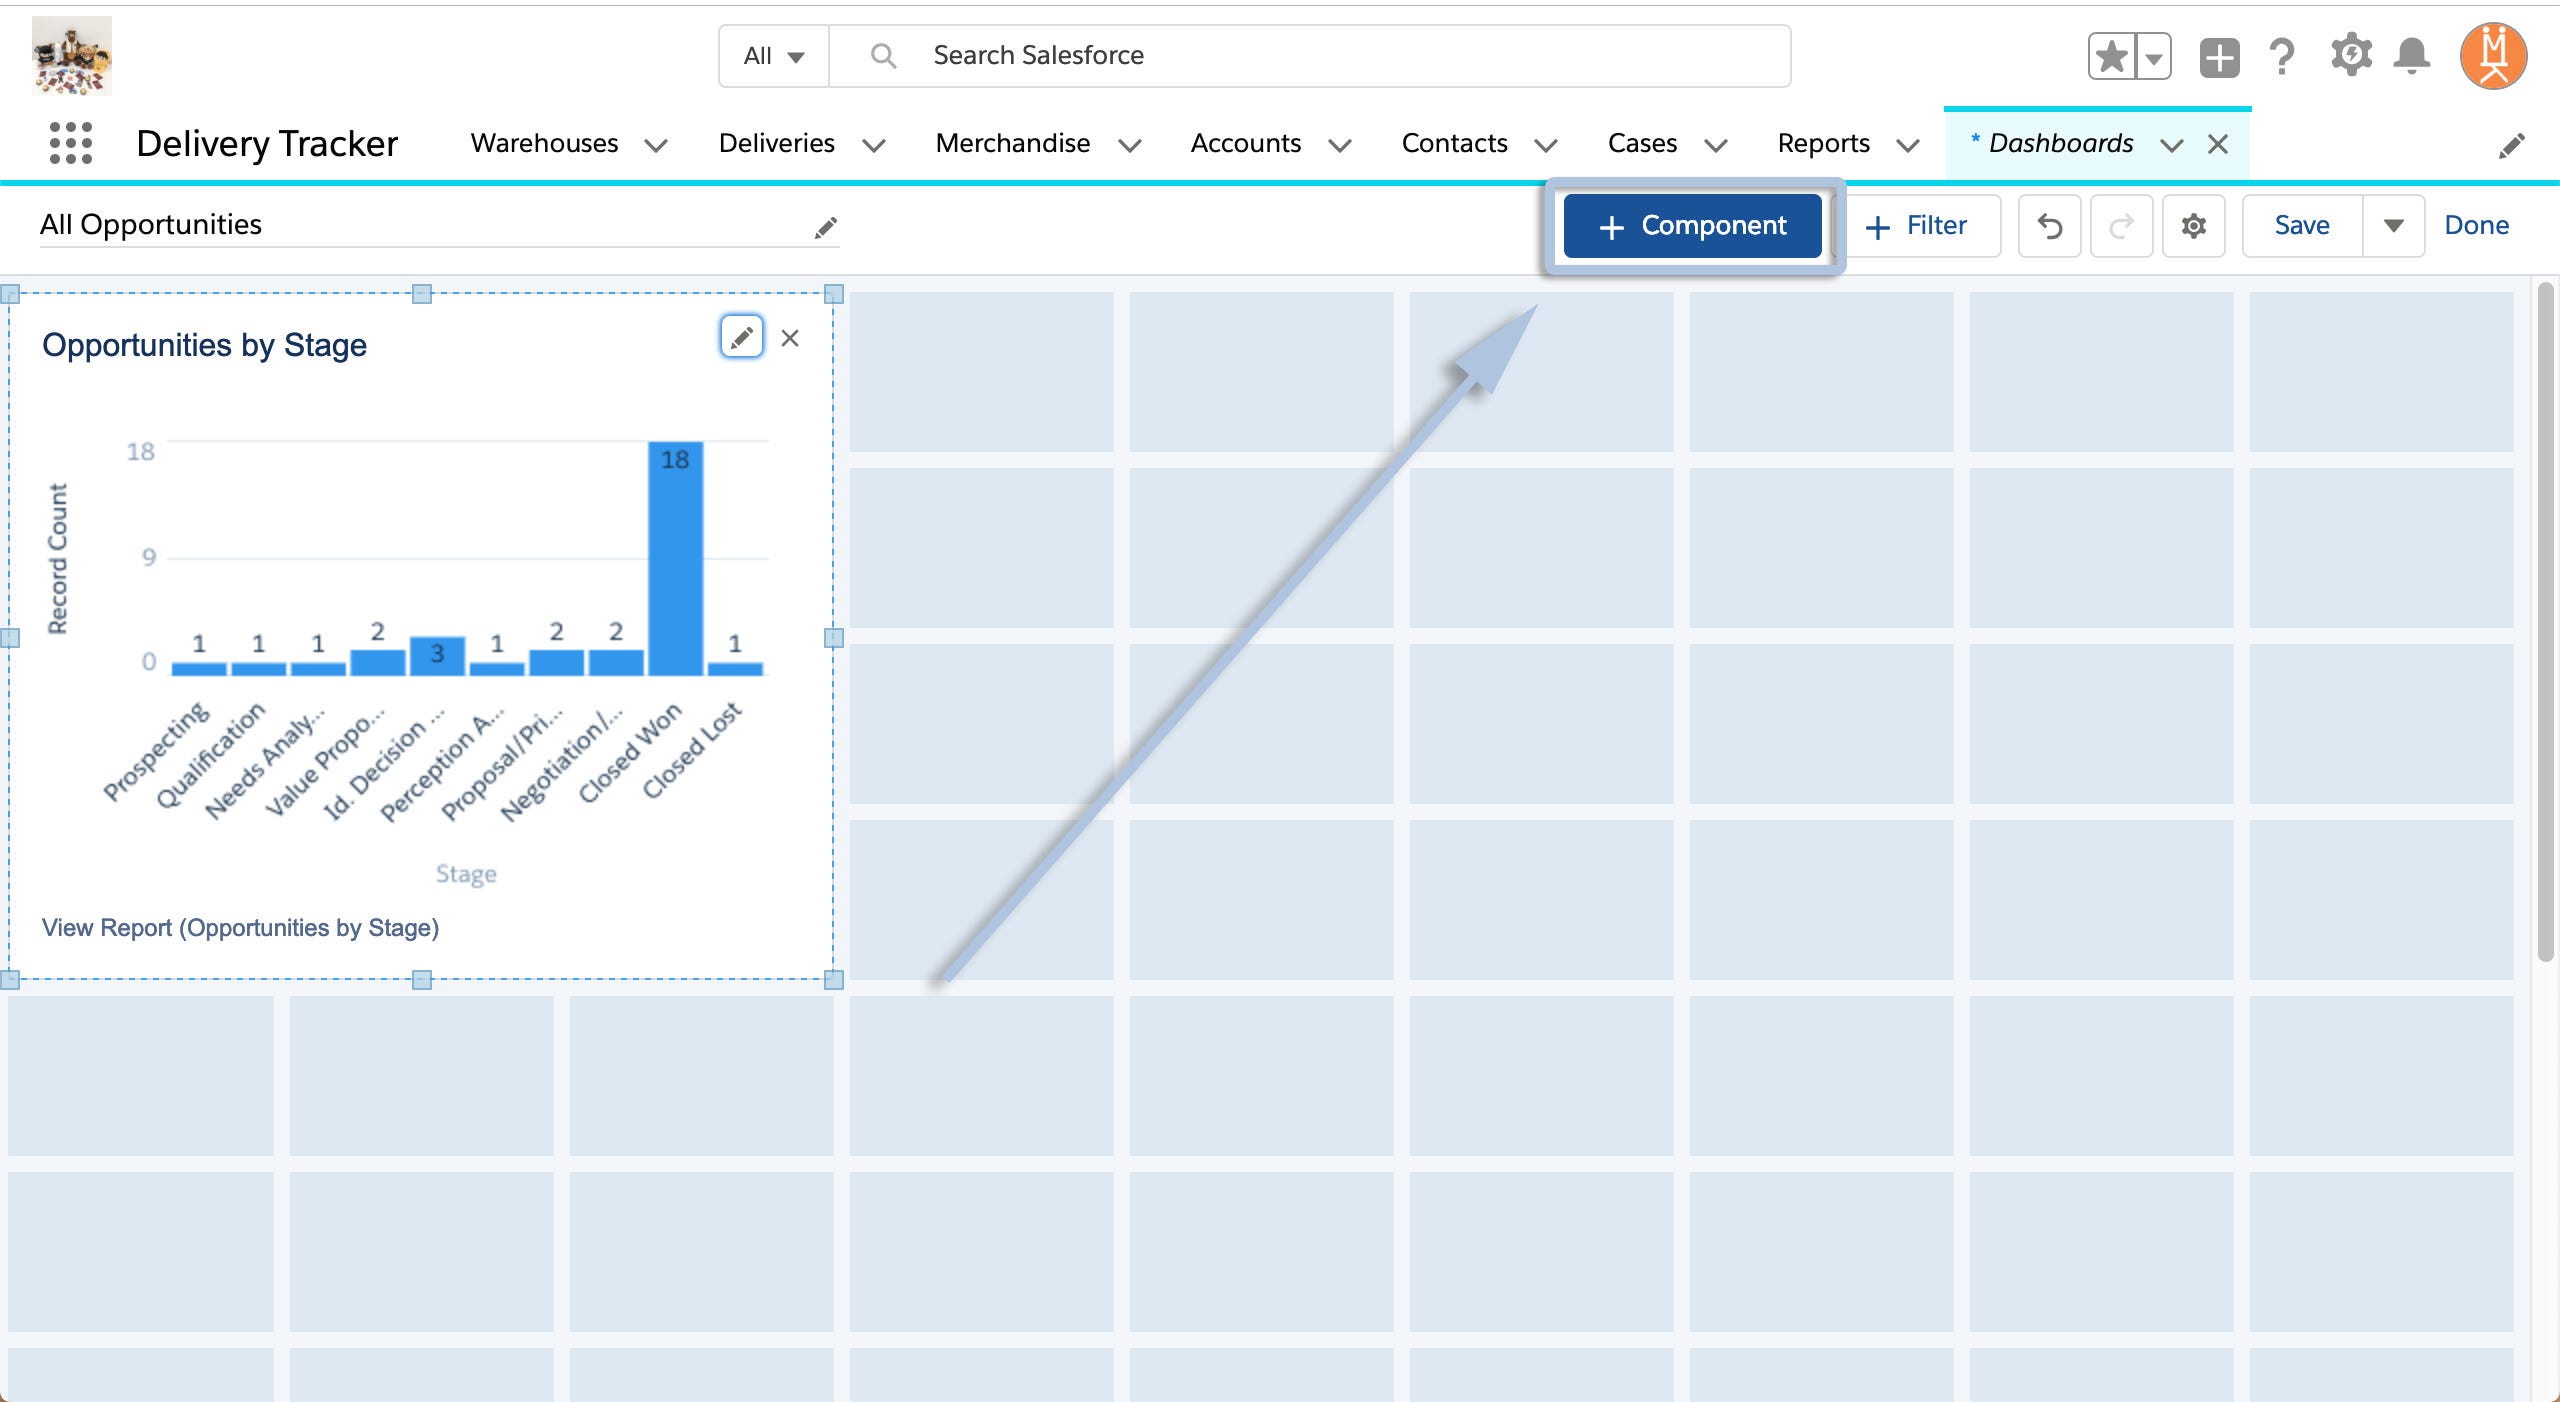 All Search Salesforce
Delivery Tracker Warehouses Deliveries Merchandise Accounts Contacts Cases Reports * Dashboards
All Opportunities + Component + Filter Save Done
Opportunities by Stage
Record Count
18
9
0
1 1 1 2 3 1 2 2 18 1
Prospecting
Qualification
Needs Analy...
Value Propo...
Id. Decision ...
Perception A...
Proposal/Pri...
Negotiation/...
Closed Won
Closed Lost
Stage
View Report (Opportunities by Stage)